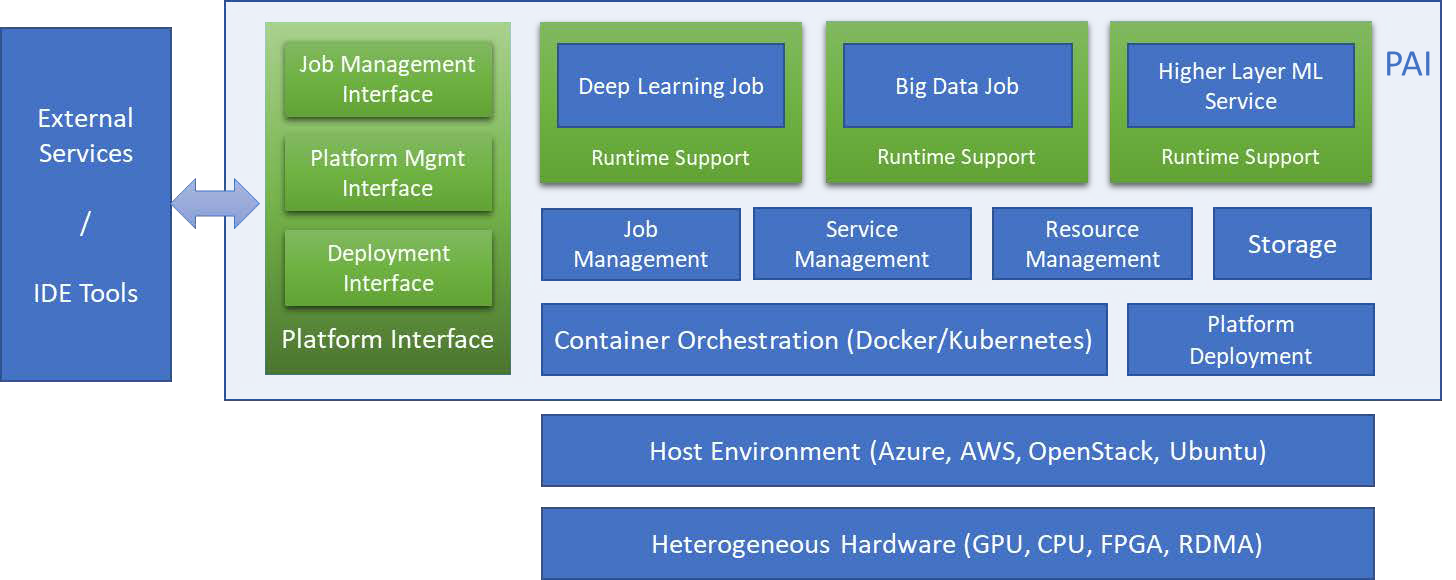 External
Services
/
IDE Tools
Job Management
Interface
Platform Mgmt
Interface
Deployment
Interface
Platform Interface
Deep Learning Job
Runtime Support
Big Data Job
Runtime Support
Higher Layer ML
Service
Runtime Support
PAI
Job
Management
Service
Management
Resource
Management
Storage
Container Orchestration (Docker/Kubernetes)
Platform
Deployment
Host Environment (Azure, AWS, OpenStack, Ubuntu)
Heterogeneous Hardware (GPU, CPU, FPGA, RDMA)